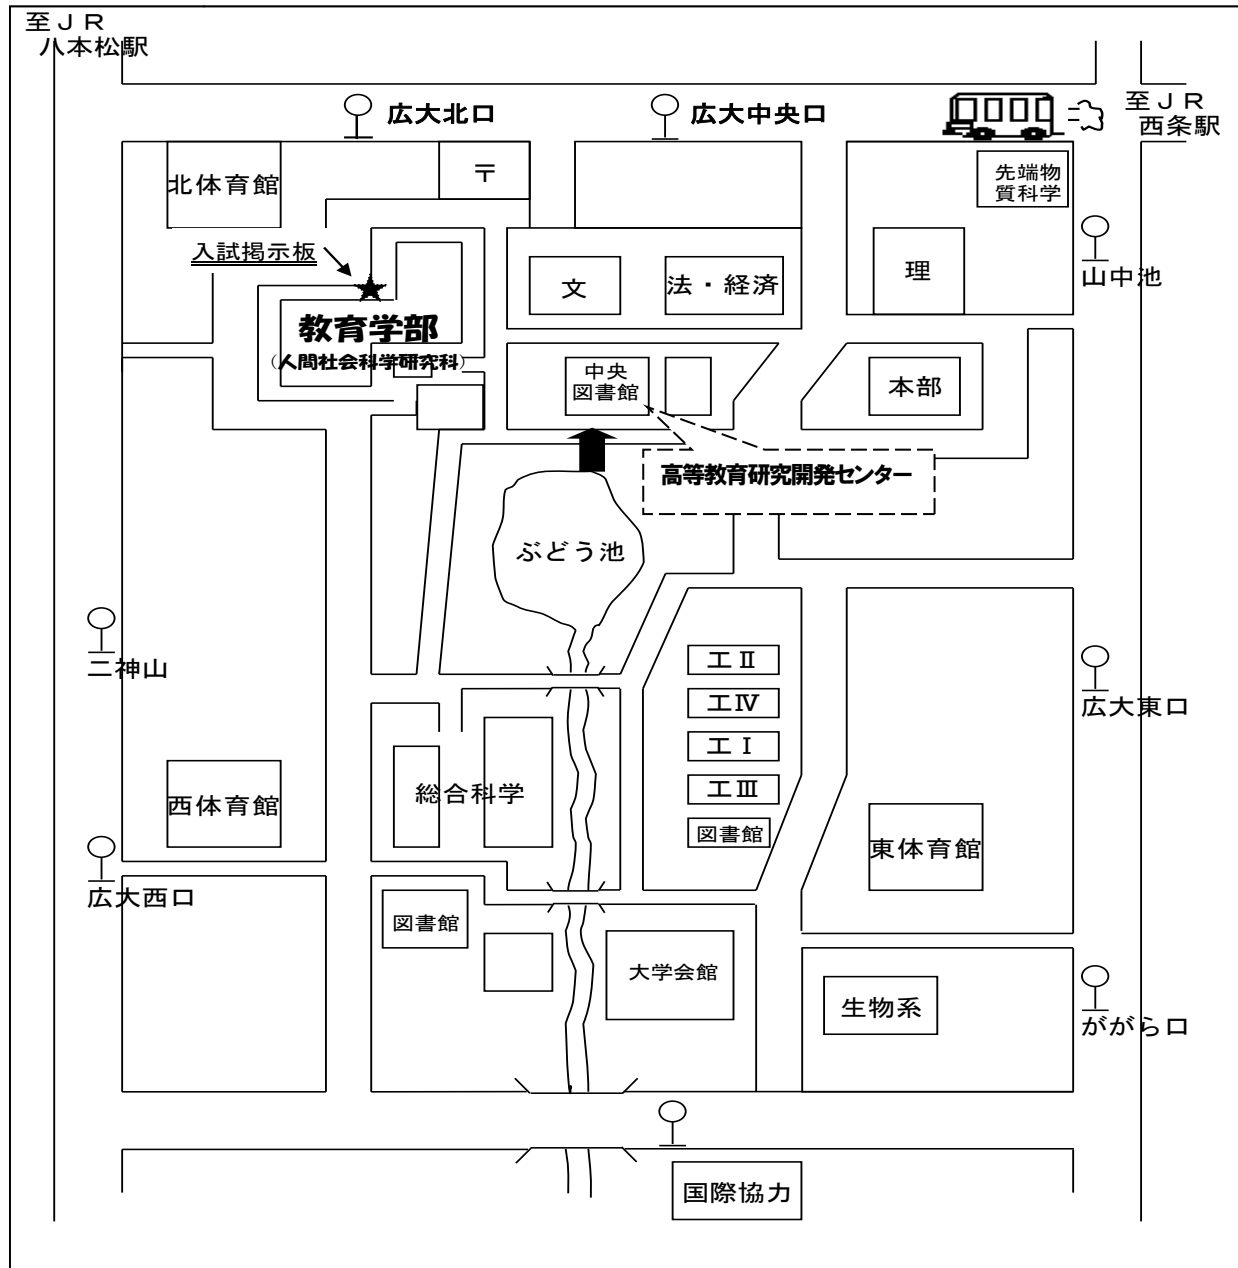 至ＪＲ
八本松駅
広大北口
広大中央口
至ＪＲ
西条駅
北体育館
〒
先端物
質科学
入試掲示板
文
法・経済
理
山中池
教育学部
（人間社会科学研究科）
中央
図書館
本部
高等教育研究開発センター
ぶどう池
二神山
工Ⅱ
広大東口
工Ⅳ
工Ⅰ
工Ⅲ
総合科学
西体育館
図書館
東体育館
広大西口
図書館
大学会館
生物系
ががら口
国際協力